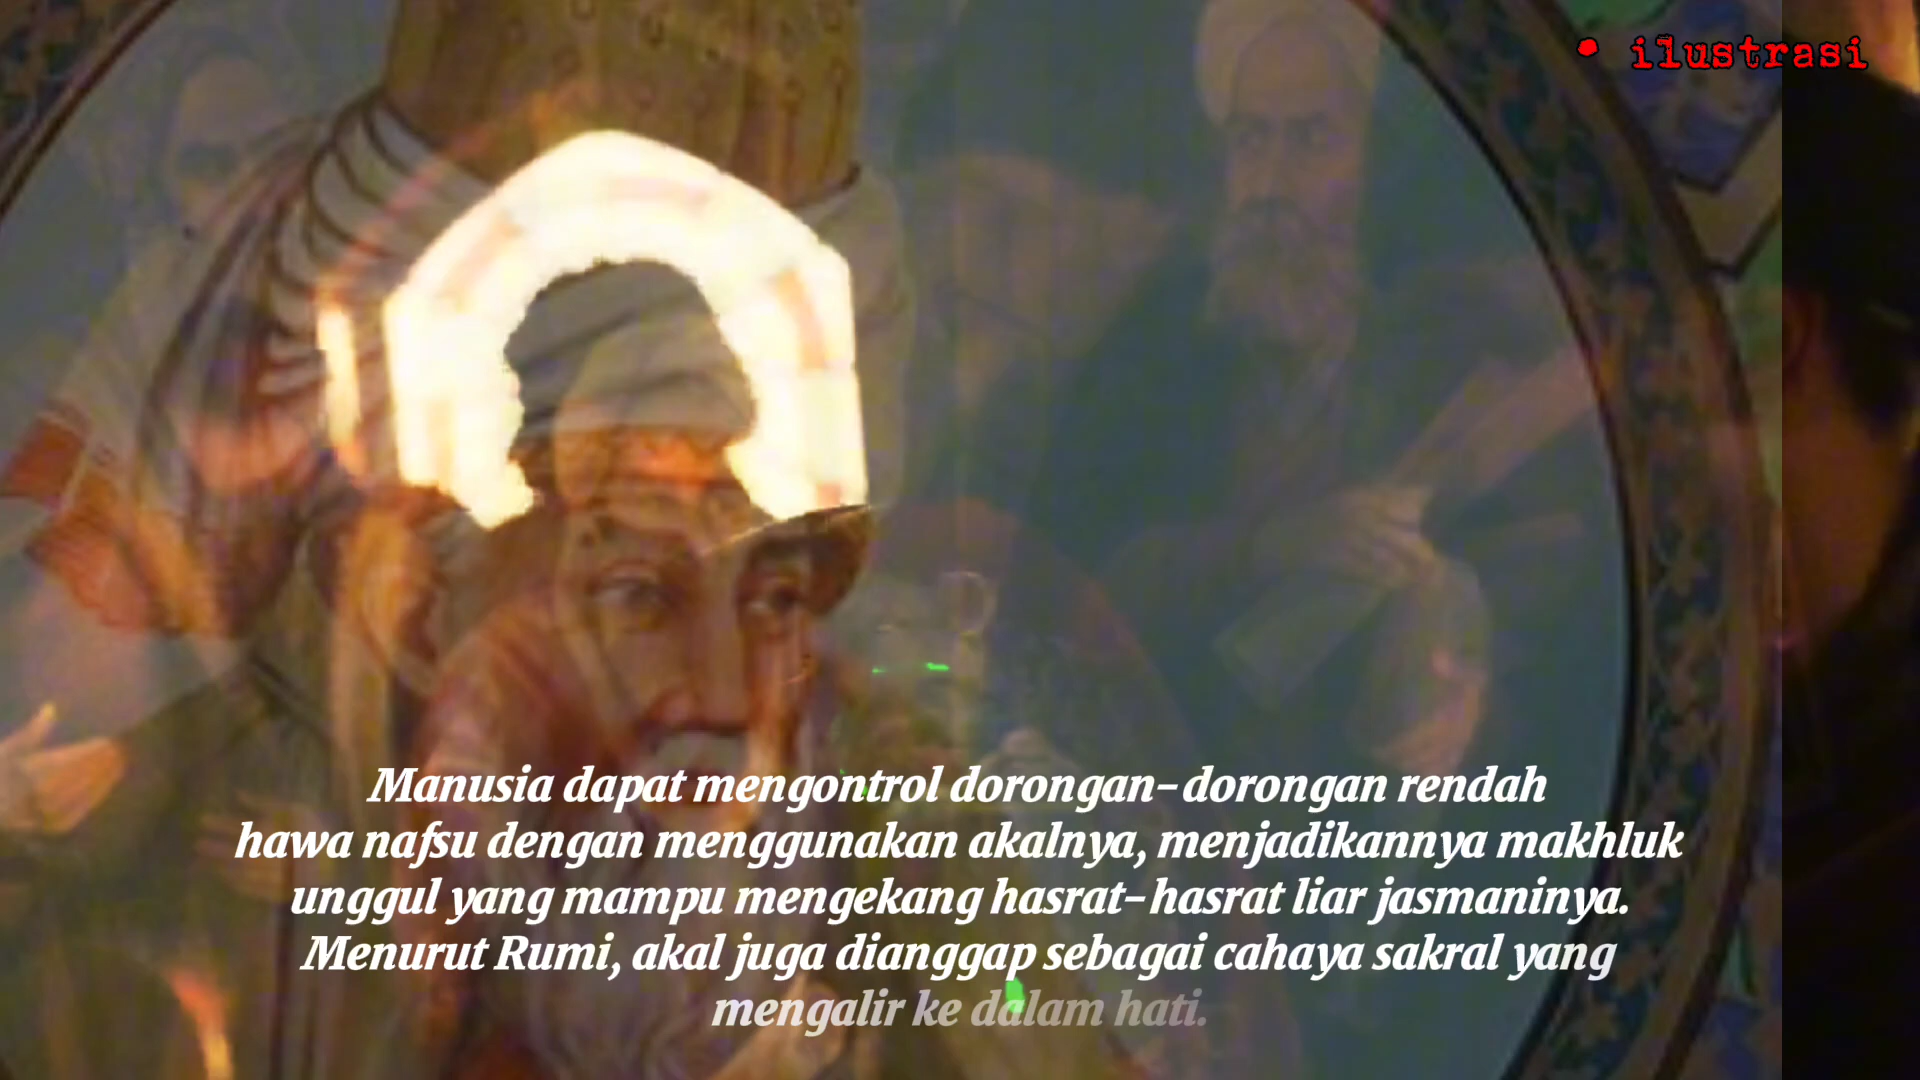 • ilustrasi
Manusia dapat mengontrol dorongan-dorongan rendah
hawa nafsu dengan menggunakan akalnya, menjadikannya makhluk
unggul yang mampu mengekang hasrat-hasrat liar jasmaninya.
Menurut Rumi, akal juga dianggap sebagai cahaya sakral yang
mengalir ke dalam hati.